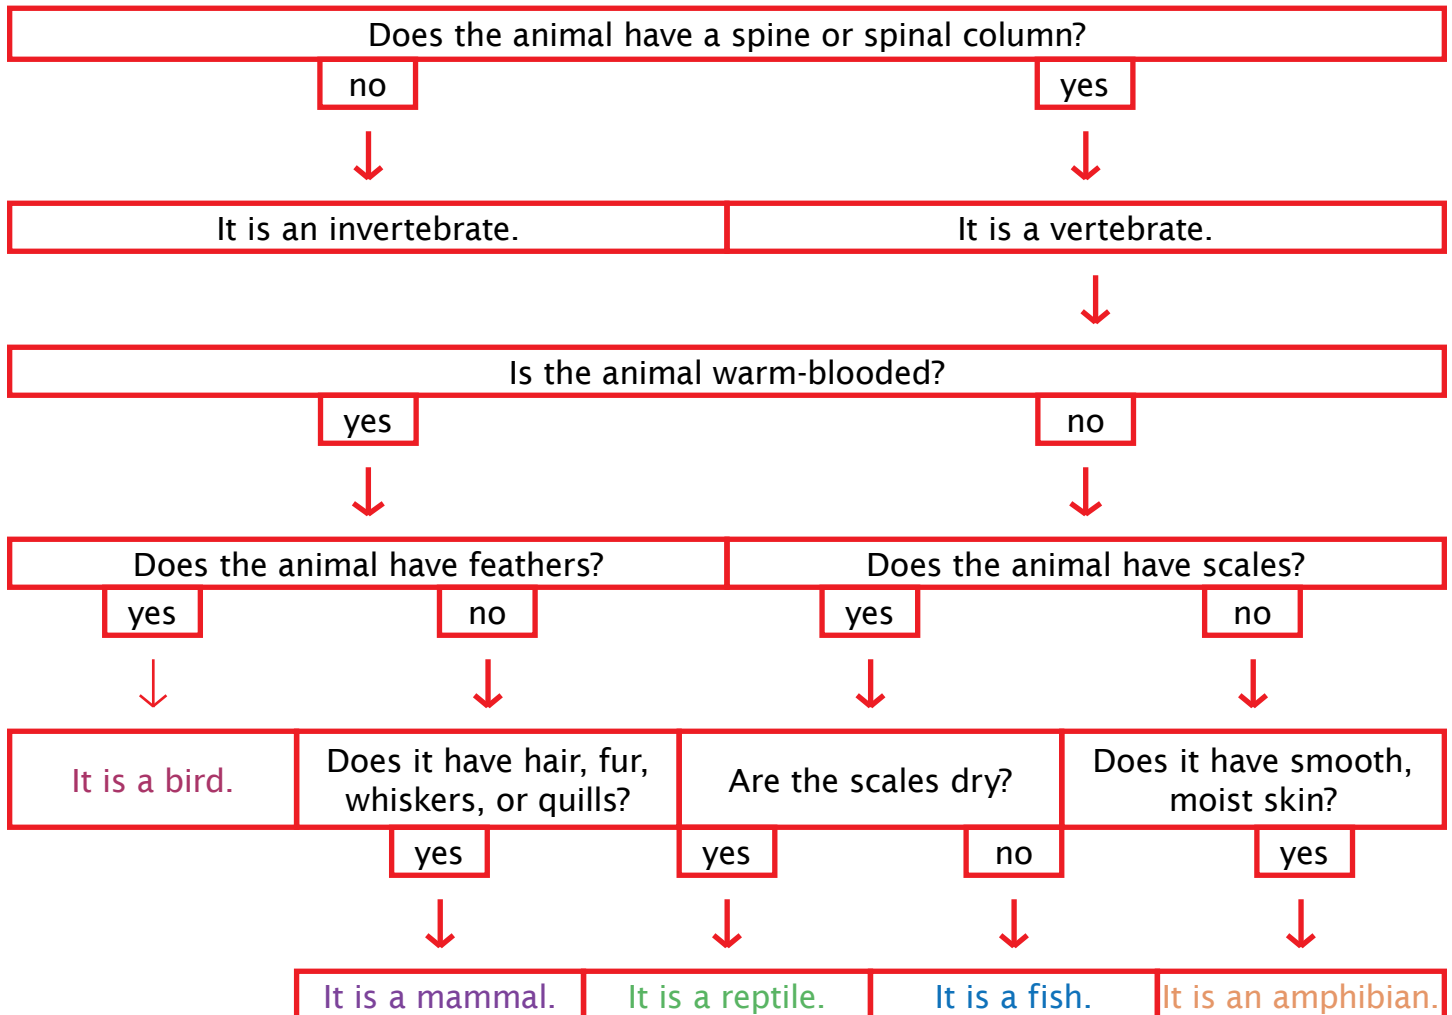 Does the animal have a spine or spinal column?
no
yes
It is an invertebrate.
It is a vertebrate.
Is the animal warm-blooded?
yes
no
Does the animal have feathers?
Does the animal have scales?
yes
no
yes
no
It is a bird.
Does it have hair, fur,
whiskers, or quills?
Are the scales dry?
Does it have smooth,
moist skin?
yes
yes
no
yes
It is a mammal.
It is a reptile.
It is a fish.
It is an amphibian.